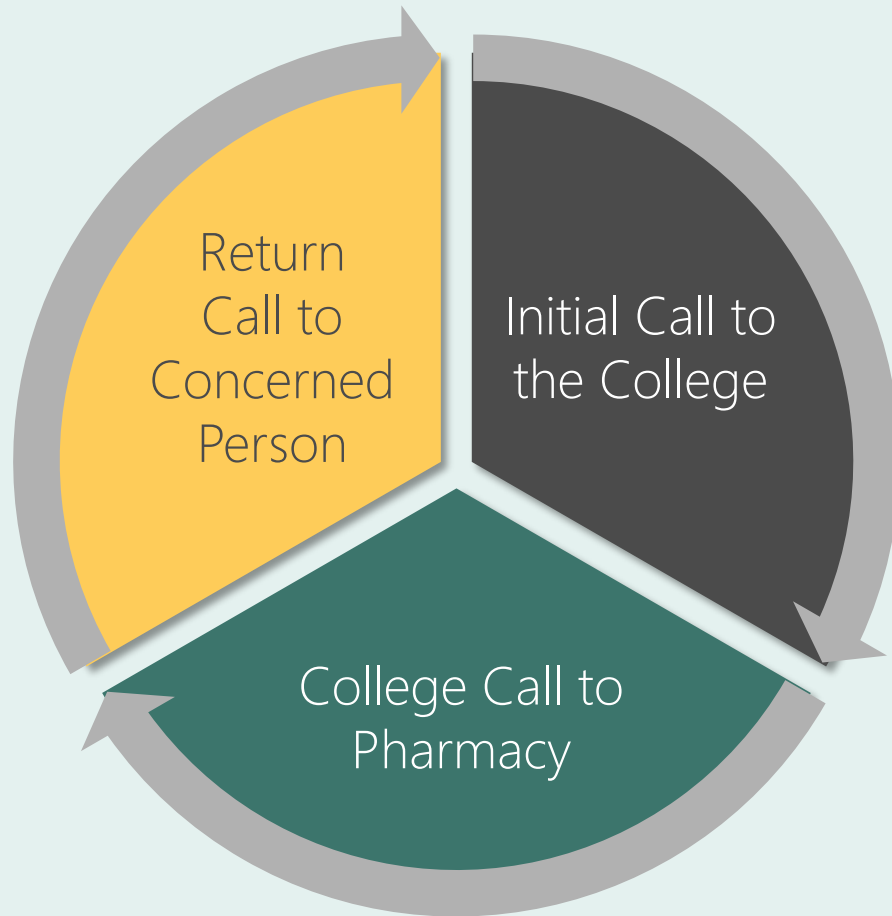 Return
Call to
Concerned
Person
Initial Call to
the College
College Call to
Pharmacy